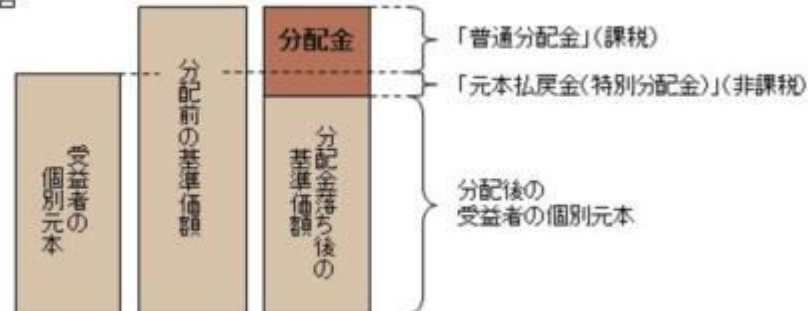 受益者の
個別元本
分配前の基準価額
分配金
分配金落ち後の
基準価額
「普通分配金」(課税)
「元本払戻金(特別分配金)」(非課税)
分配後の
受益者の個別元本